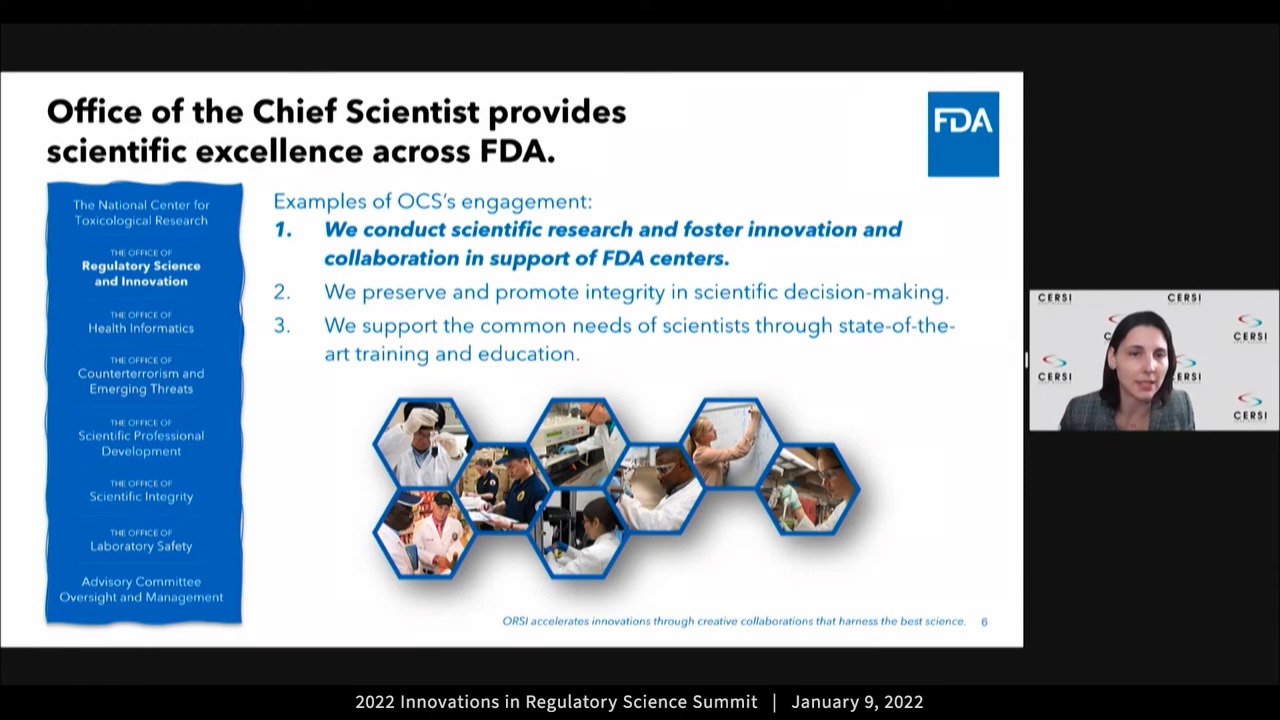 Office of the Chief Scientist provides
scientific excellence across FDA.
FDA
The National Center for
Toxicological Research
THE OFFICE OF
Regulatory Science
and Innovation
THE OFFICE OF
Health Informatics
THE OFFICE OF
Counterterrorism and
Emerging Threats
THE OFFICE OF
Scientific Professional
Development
THE OFFICE OF
Scientific Integrity
THE OFFICE OF
Laboratory Safety
Advisory Committee
Oversight and Management
Examples of OCS's engagement:
1. We conduct scientific research and foster innovation and
collaboration in support of FDA centers.
2. We preserve and promote integrity in scientific decision-making.
3. We support the common needs of scientists through state-of-the-
art training and education.
ORSI accelerates innovations through creative collaborations that harness the best science. 6
CERSI CERSI
CERSI
CERSI ERSI
CERSI
2022 Innovations in Regulatory Science Summit | January 9, 2022